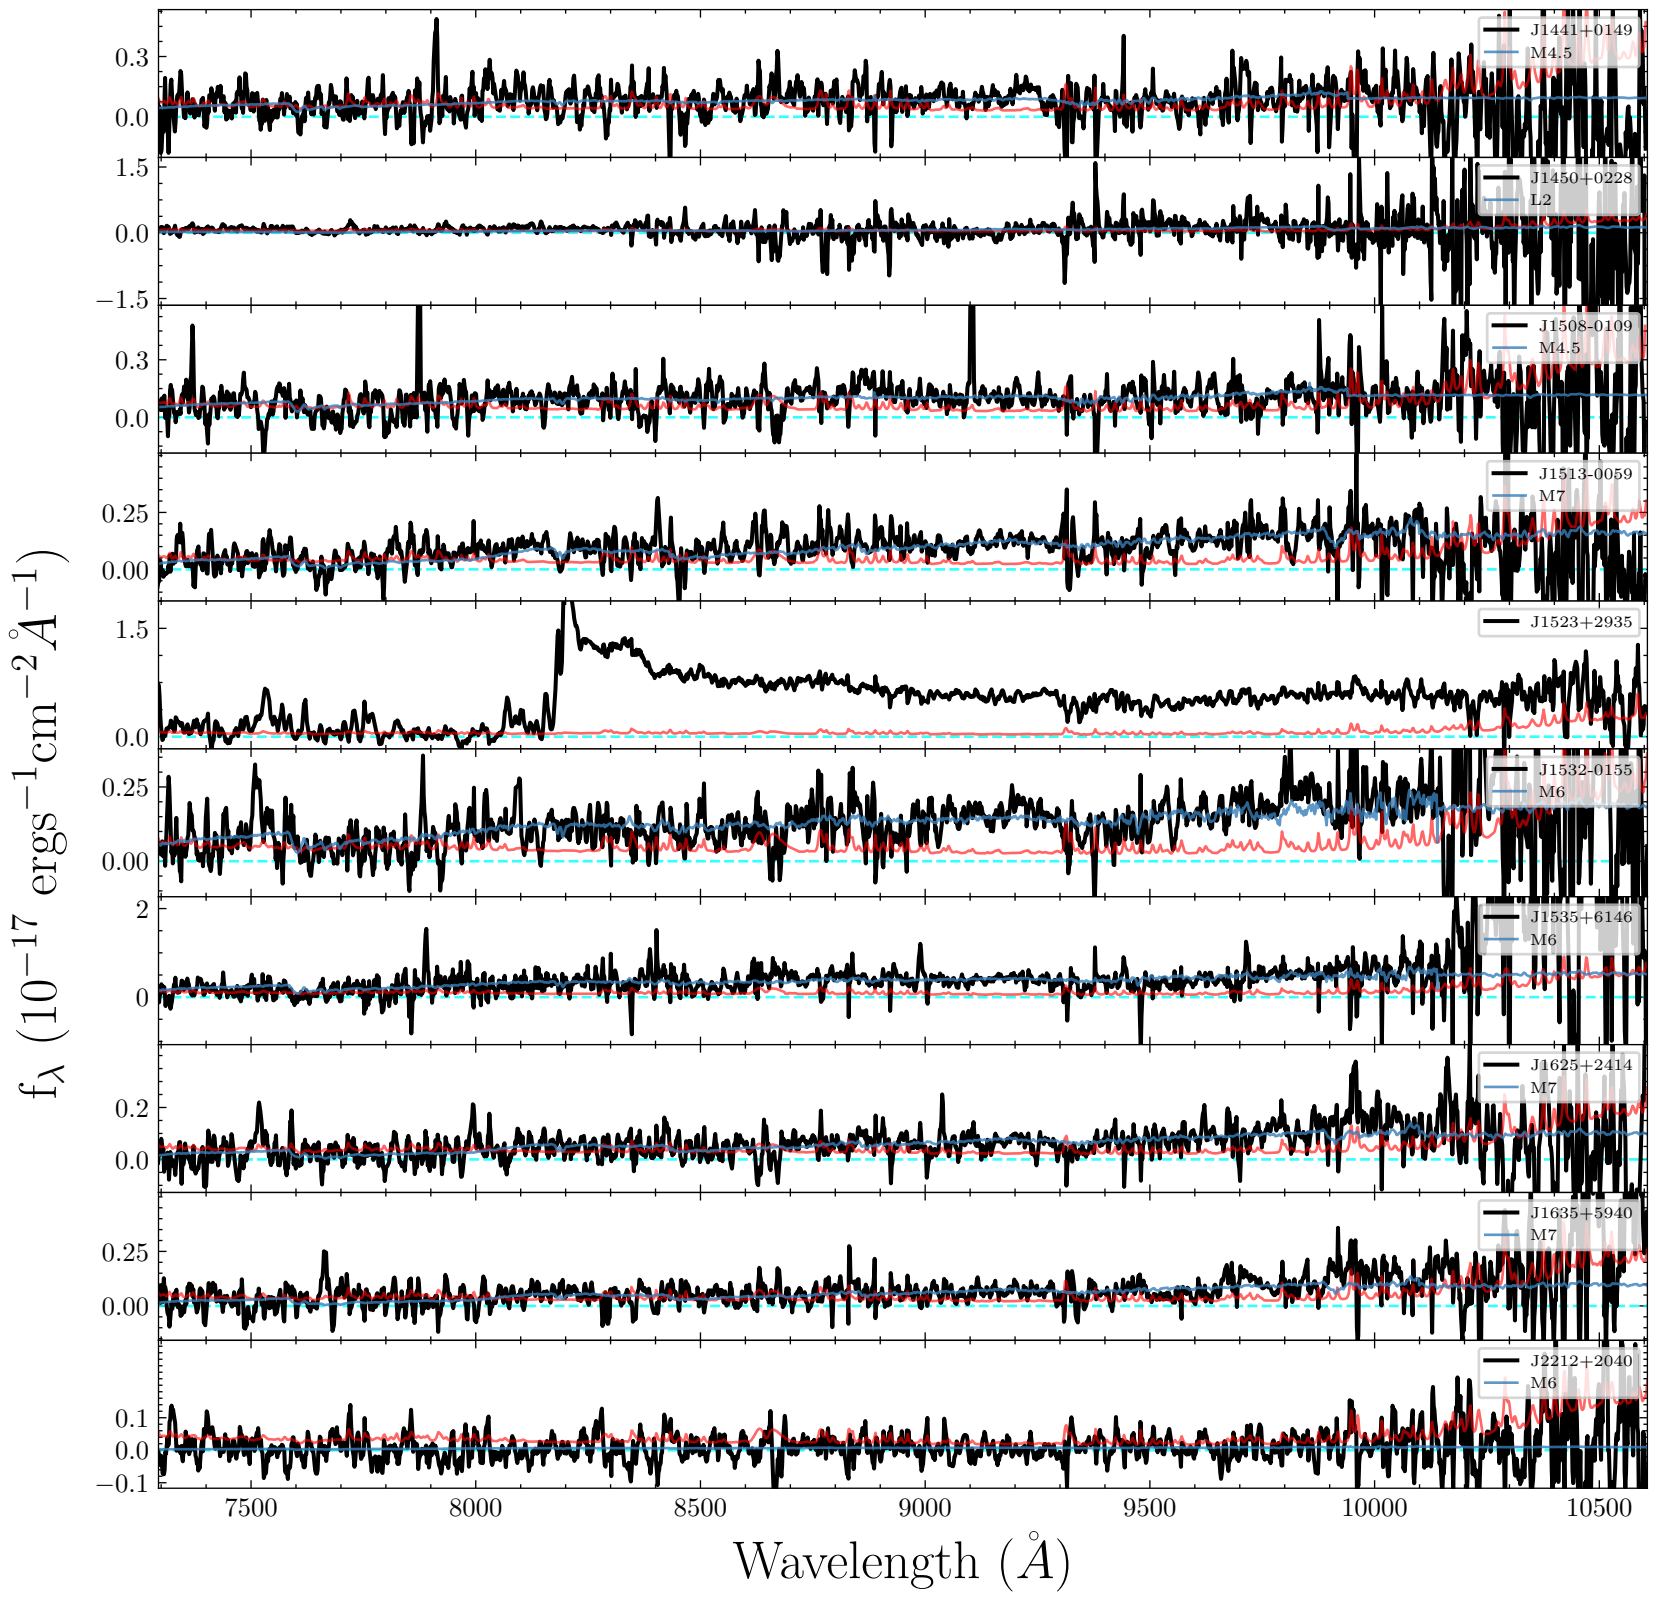 0.3
0.0
J1441+0149
M4.5
1.5
0.0
−1.5
J1450+0228
L2
0.3
0.0
J1508-0109
M4.5
0.25
0.00
J1513-0059
M7
1.5
0.0
J1523+2935
0.25
0.00
J1532-0155
M6
2
0
J1535+6146
M6
0.2
0.0
J1625+2414
M7
0.25
0.00
J1635+5940
M7
0.1
0.0
−0.1
J2212+2040
M6
7500 8000 8500 9000 9500 10000 10500
Wavelength (Å)
fλ (10−17 ergs−1cm−2Å−1)